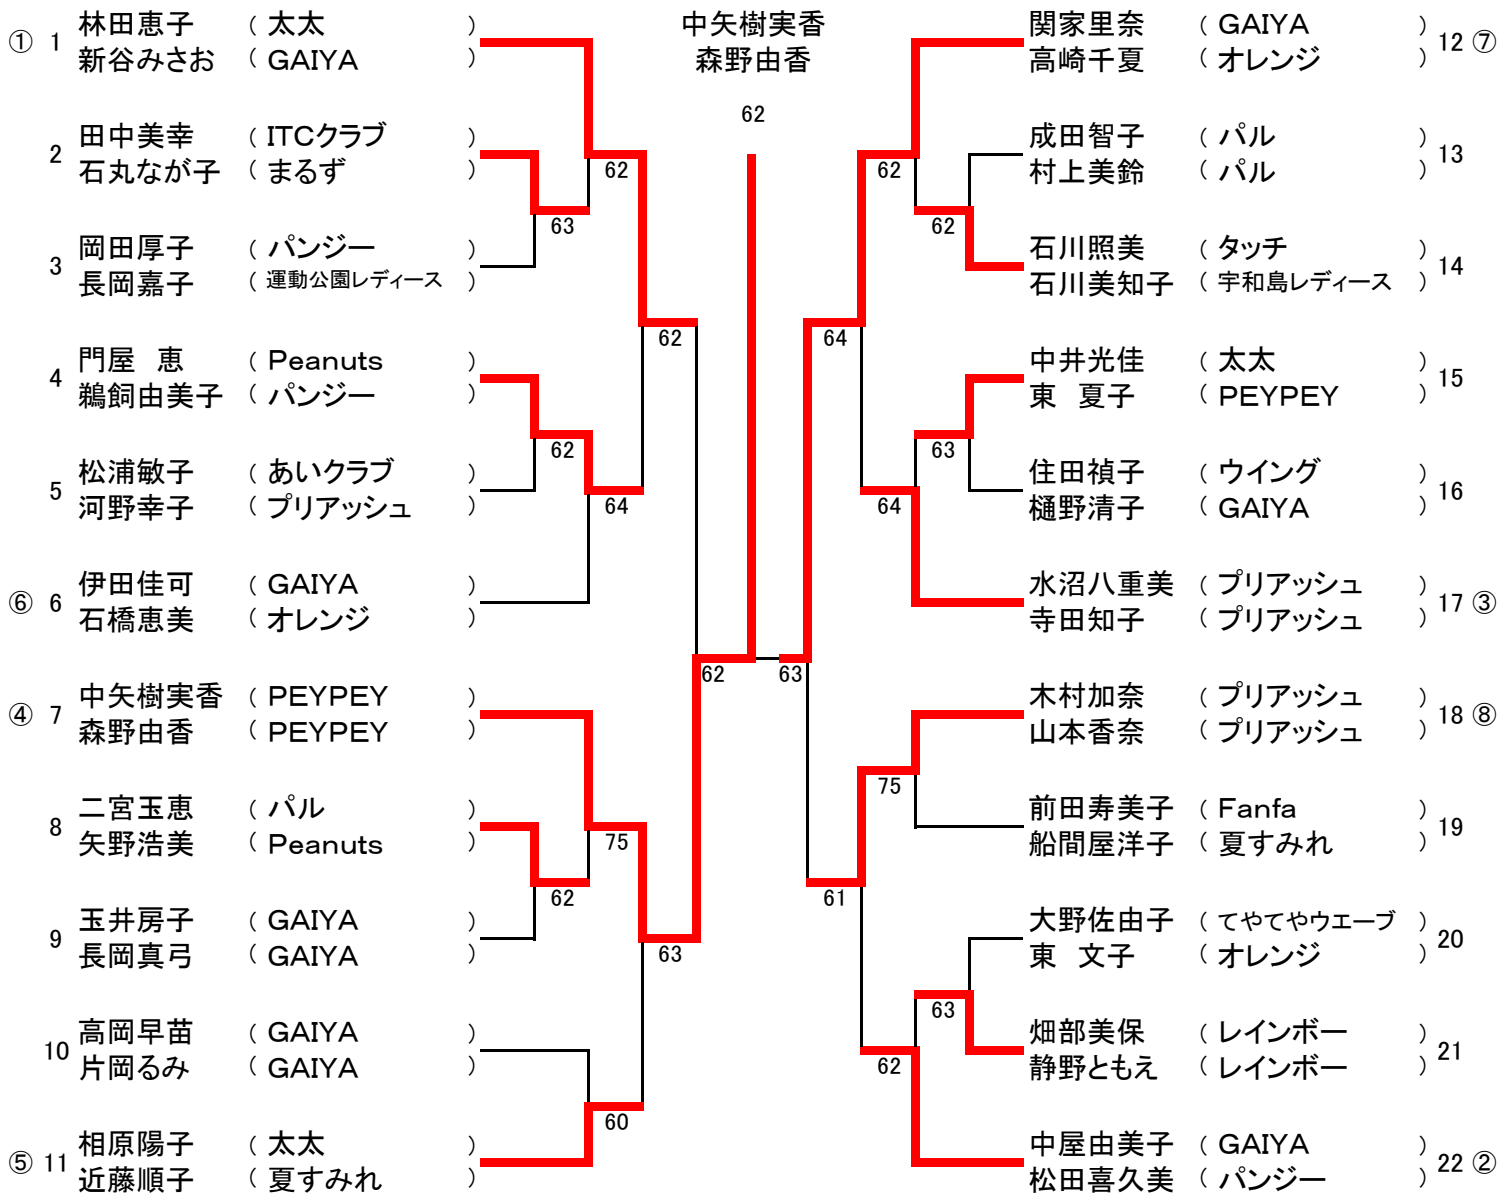 ① 1 林田恵子 ( 太太 )
新谷みさお ( GAIYA )
2 田中美幸 ( ITCクラブ )
石丸なが子 ( まるず )
3 岡田厚子 ( パンジー )
長岡嘉子 ( 運動公園レディース )
4 門屋　恵 ( Peanuts )
鵜飼由美子 ( パンジー )
5 松浦敏子 ( あいクラブ )
河野幸子 ( プリアッシュ )
⑥ 6 伊田佳可 ( GAIYA )
石橋恵美 ( オレンジ )
④ 7 中矢樹実香 ( PEYPEY )
森野由香 ( PEYPEY )
8 二宮玉恵 ( パル )
矢野浩美 ( Peanuts )
9 玉井房子 ( GAIYA )
長岡真弓 ( GAIYA )
10 高岡早苗 ( GAIYA )
片岡るみ ( GAIYA )
⑤ 11 相原陽子 ( 太太 )
近藤順子 ( 夏すみれ )
62
63
62
62
64
62
75
62
63
60
中矢樹実香
森野由香
62
63
62
62
64
63
64
75
61
63
62
関家里奈 ( GAIYA ) 12 ⑦
高崎千夏 ( オレンジ )
成田智子 ( パル ) 13
村上美鈴 ( パル )
石川照美 ( タッチ ) 14
石川美知子 ( 宇和島レディース )
中井光佳 ( 太太 ) 15
東　夏子 ( PEYPEY )
住田禎子 ( ウイング ) 16
樋野清子 ( GAIYA )
水沼八重美 ( プリアッシュ ) 17 ③
寺田知子 ( プリアッシュ )
木村加奈 ( プリアッシュ ) 18 ⑧
山本香奈 ( プリアッシュ )
前田寿美子 ( Fanfa ) 19
船間屋洋子 ( 夏すみれ )
大野佐由子 ( てやてやウエーブ ) 20
東　文子 ( オレンジ )
畑部美保 ( レインボー ) 21
静野ともえ ( レインボー )
中屋由美子 ( GAIYA ) 22 ②
松田喜久美 ( パンジー )